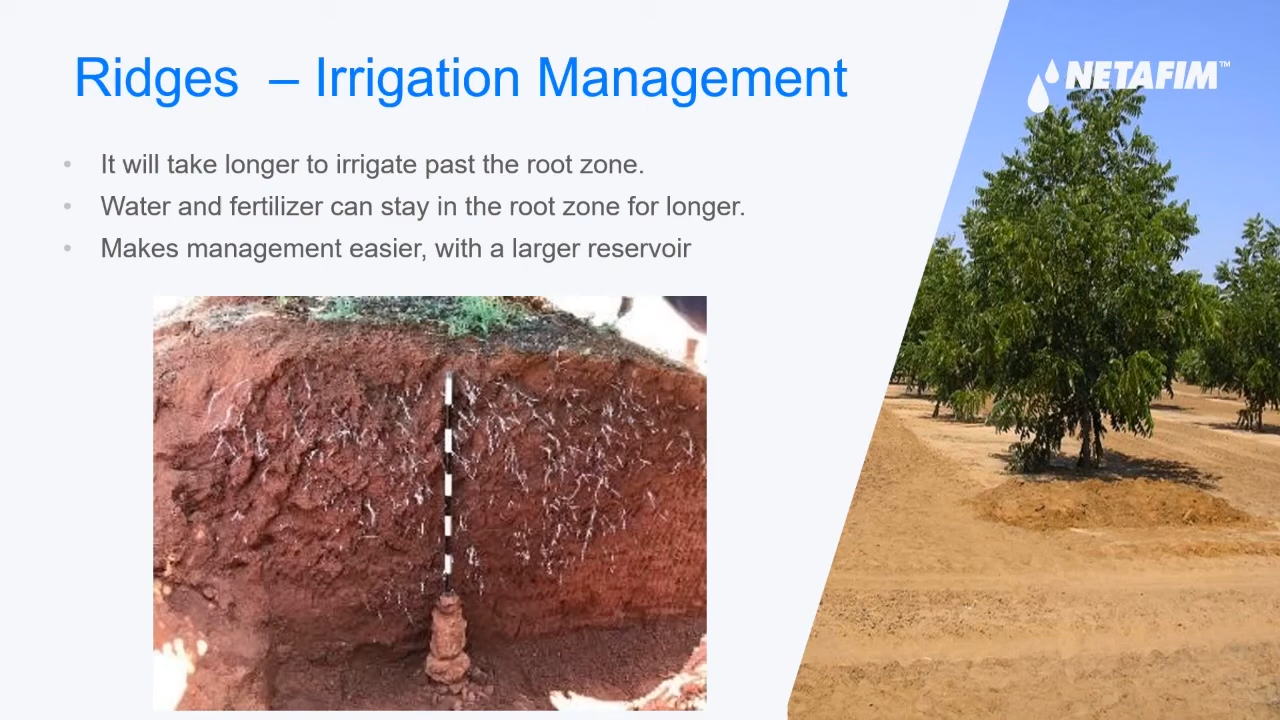 Ridges – Irrigation Management
NETAFIM™
• It will take longer to irrigate past the root zone.
• Water and fertilizer can stay in the root zone for longer.
• Makes management easier, with a larger reservoir